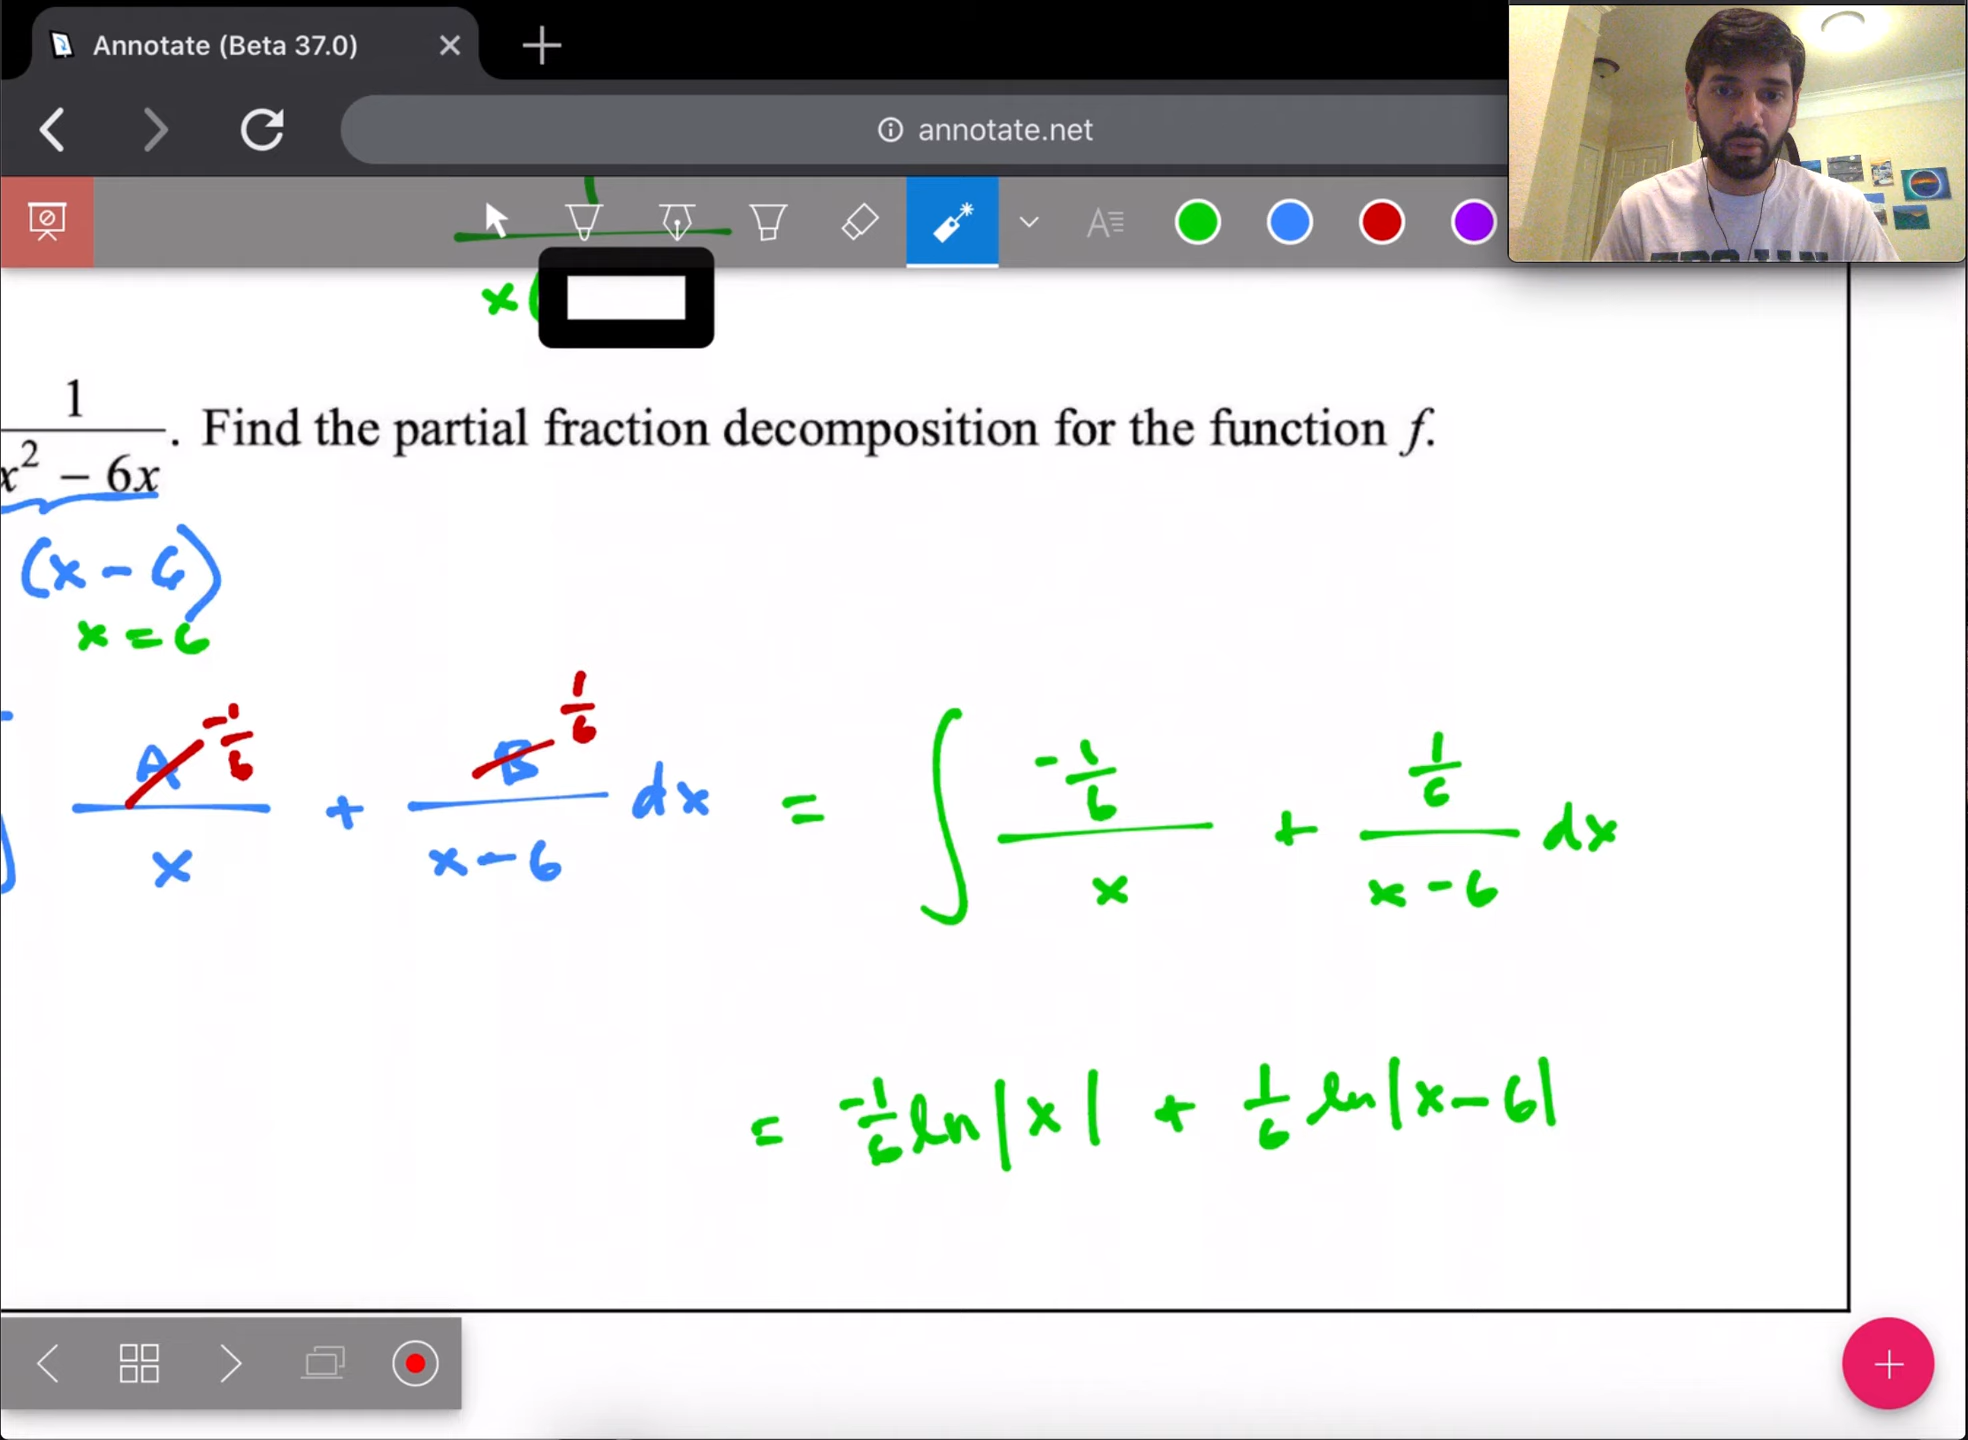 Annotate (Beta 37.0)
annotate.net
x(
1
x² − 6x
. Find the partial fraction decomposition for the function f.
(x − 6)
x = 6
A/x -1/6 + B/(x − 6) 1/6 dx = ∫ (-1/6)/x + (1/6)/(x − 6) dx
= -1/6 ln|x| + 1/6 ln|x − 6|